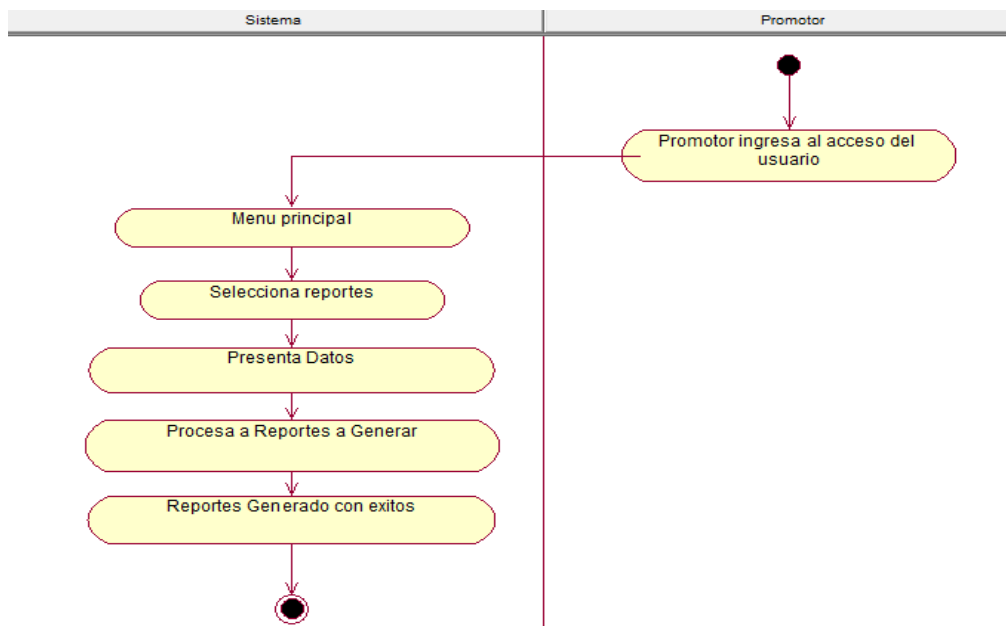 Sistema
Promotor
Promotor ingresa al acceso del
usuario
Menu principal
Selecciona reportes
Presenta Datos
Procesa a Reportes a Generar
Reportes Generado con exitos